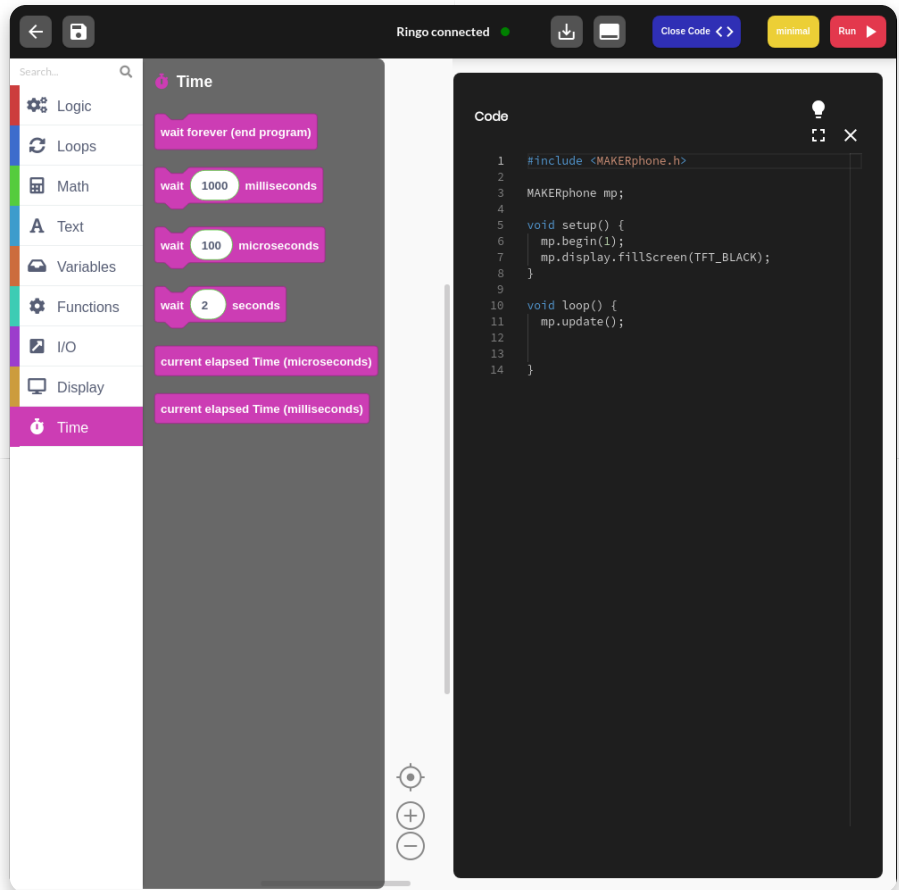 Ringo connected
Close Code
minimal
Run
Search...
Logic
Loops
Math
Text
Variables
Functions
I/O
Display
Time
Time
wait forever (end program)
wait 1000 milliseconds
wait 100 microseconds
wait 2 seconds
current elapsed Time (microseconds)
current elapsed Time (milliseconds)
Code
1 #include <MAKERphone.h>
2
3 MAKERphone mp;
4
5 void setup() {
6 mp.begin(1);
7 mp.display.fillScreen(TFT_BLACK);
8 }
9
10 void loop() {
11 mp.update();
12
13
14 }